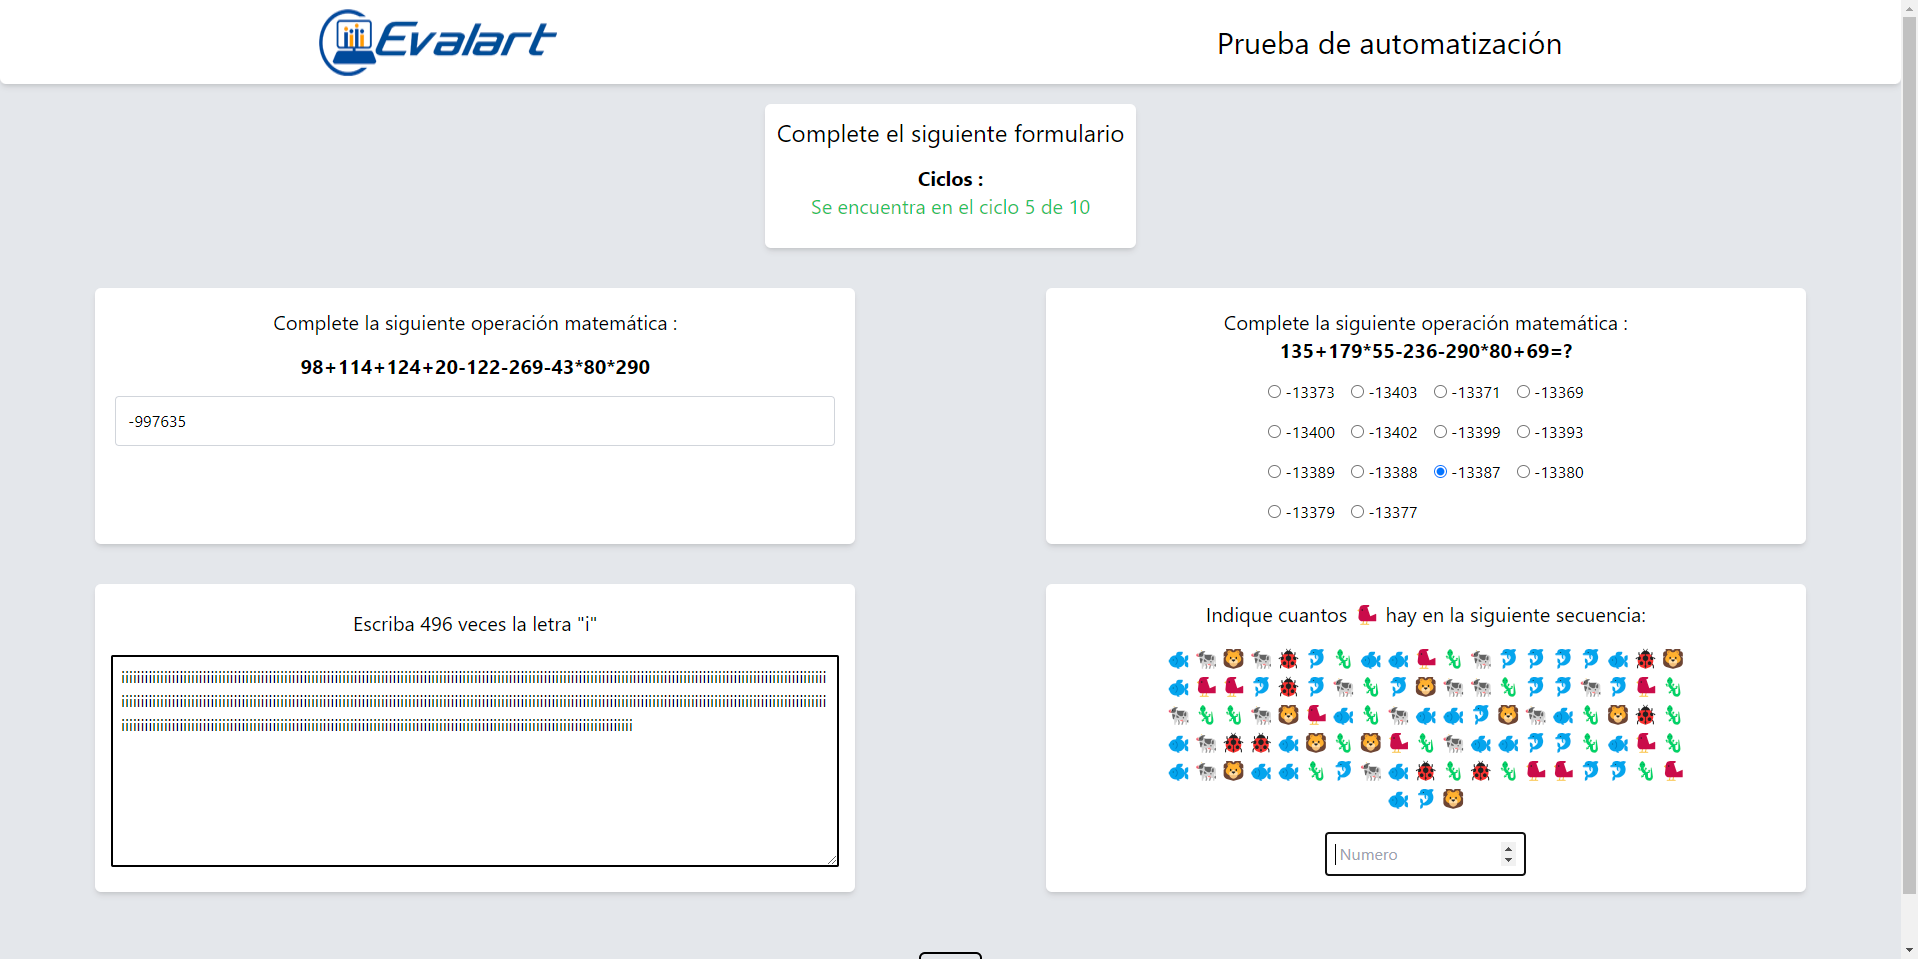 Evalart
Prueba de automatización
Complete el siguiente formulario
Ciclos :
Se encuentra en el ciclo 5 de 10
Complete la siguiente operación matemática :
98+114+124+20-122-269-43*80*290
-997635
Complete la siguiente operación matemática :
135+179*55-236-290*80+69=?
-13373 -13403 -13371 -13369
-13400 -13402 -13399 -13393
-13389 -13388 -13387 -13380
-13379 -13377
Escriba 496 veces la letra "i"
Indique cuantos hay en la siguiente secuencia:
Numero